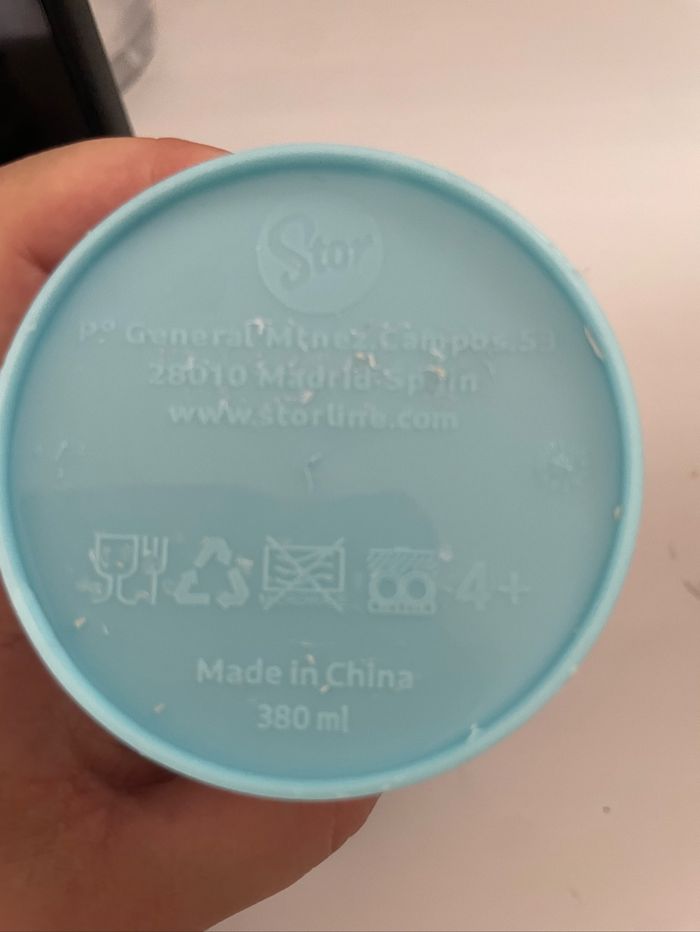 Stor
Pº General Mtnez.Campos.53
28010 Madrid-Spain
www.storline.com
4+
Made in China
380 ml